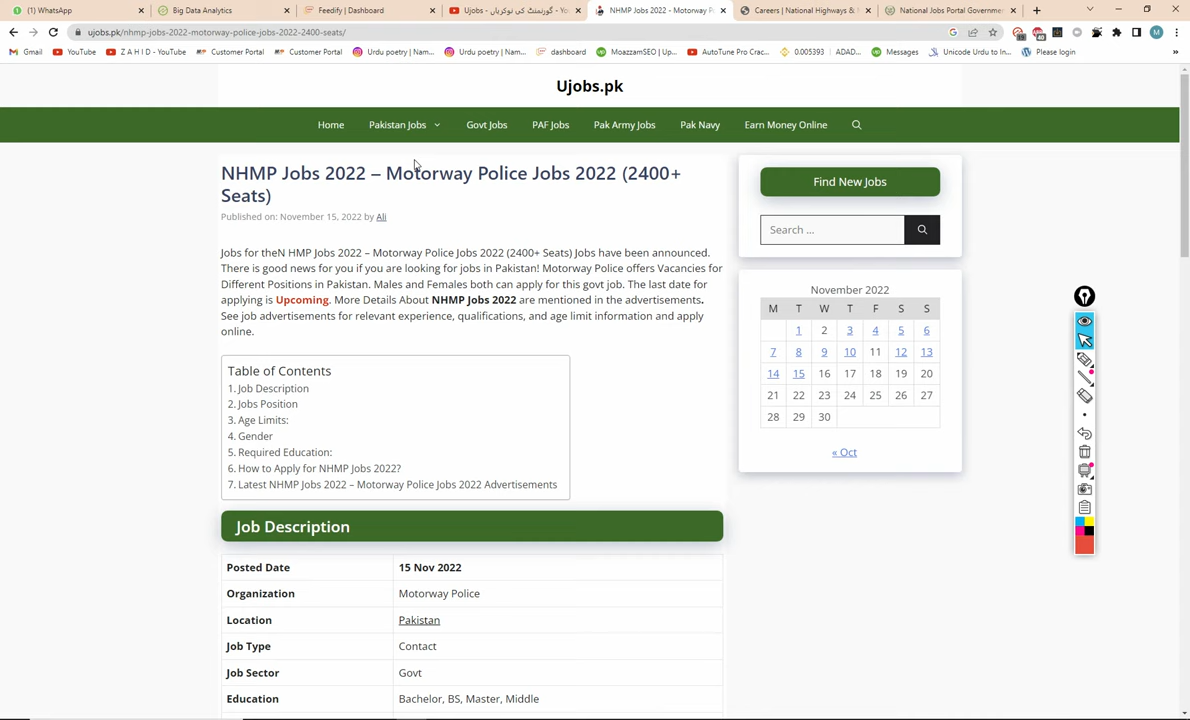 (1) WhatsApp
Big Data Analytics
Feedify | Dashboard
Ujobs - گورنمنٹ کی نوکریاں - Yo
NHMP Jobs 2022 - Motorway P
Careers | National Highways &
National Jobs Portal Governme
ujobs.pk/nhmp-jobs-2022-motorway-police-jobs-2022-2400-seats/
Gmail
YouTube
Z A H I D - YouTube
Customer Portal
Customer Portal
Urdu poetry | Nam...
Urdu poetry | Nam...
dashboard
MoazzamSEO | Up...
AutoTune Pro Crac...
0.005393 | ADAD...
Messages
Unicode Urdu to In...
Please login
Ujobs.pk
Home
Pakistan Jobs
Govt Jobs
PAF Jobs
Pak Army Jobs
Pak Navy
Earn Money Online
NHMP Jobs 2022 – Motorway Police Jobs 2022 (2400+
Seats)
Published on: November 15, 2022 by Ali
Jobs for theN HMP Jobs 2022 – Motorway Police Jobs 2022 (2400+ Seats) Jobs have been announced.
There is good news for you if you are looking for jobs in Pakistan! Motorway Police offers Vacancies for
Different Positions in Pakistan. Males and Females both can apply for this govt job. The last date for
applying is Upcoming. More Details About NHMP Jobs 2022 are mentioned in the advertisements.
See job advertisements for relevant experience, qualifications, and age limit information and apply
online.
Table of Contents
1. Job Description
2. Jobs Position
3. Age Limits:
4. Gender
5. Required Education:
6. How to Apply for NHMP Jobs 2022?
7. Latest NHMP Jobs 2022 – Motorway Police Jobs 2022 Advertisements
Job Description
Posted Date 15 Nov 2022
Organization Motorway Police
Location Pakistan
Job Type Contact
Job Sector Govt
Education Bachelor, BS, Master, Middle
Find New Jobs
Search ...
November 2022
M T W T F S S
1 2 3 4 5 6
7 8 9 10 11 12 13
14 15 16 17 18 19 20
21 22 23 24 25 26 27
28 29 30
« Oct